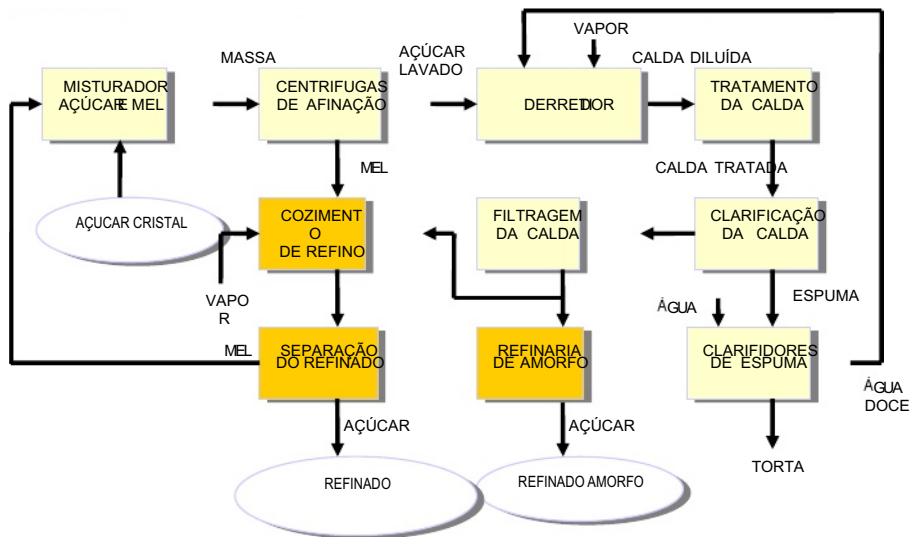 VAPOR
MASSA
AÇÚCAR
LAVADO
CALDA DILUÍDA
MISTURADOR
AÇÚCAR E MEL
CENTRIFUGAS
DE AFINAÇÃO
DERRETIDOR
TRATAMENTO
DA CALDA
MEL
CALDA TRATADA
AÇUCAR CRISTAL
COZIMENT
O
DE REFINO
FILTRAGEM
DA CALDA
CLARIFICAÇÃO
DA CALDA
VAPO
R
ÁGUA
ESPUMA
MEL
SEPARAÇÃO
DO REFINADO
REFINARIA
DE AMORFO
CLARIFIDORES
DE ESPUMA
ÁGUA
DOCE
AÇÚCAR
AÇÚCAR
TORTA
REFINADO
REFINADO AMORFO